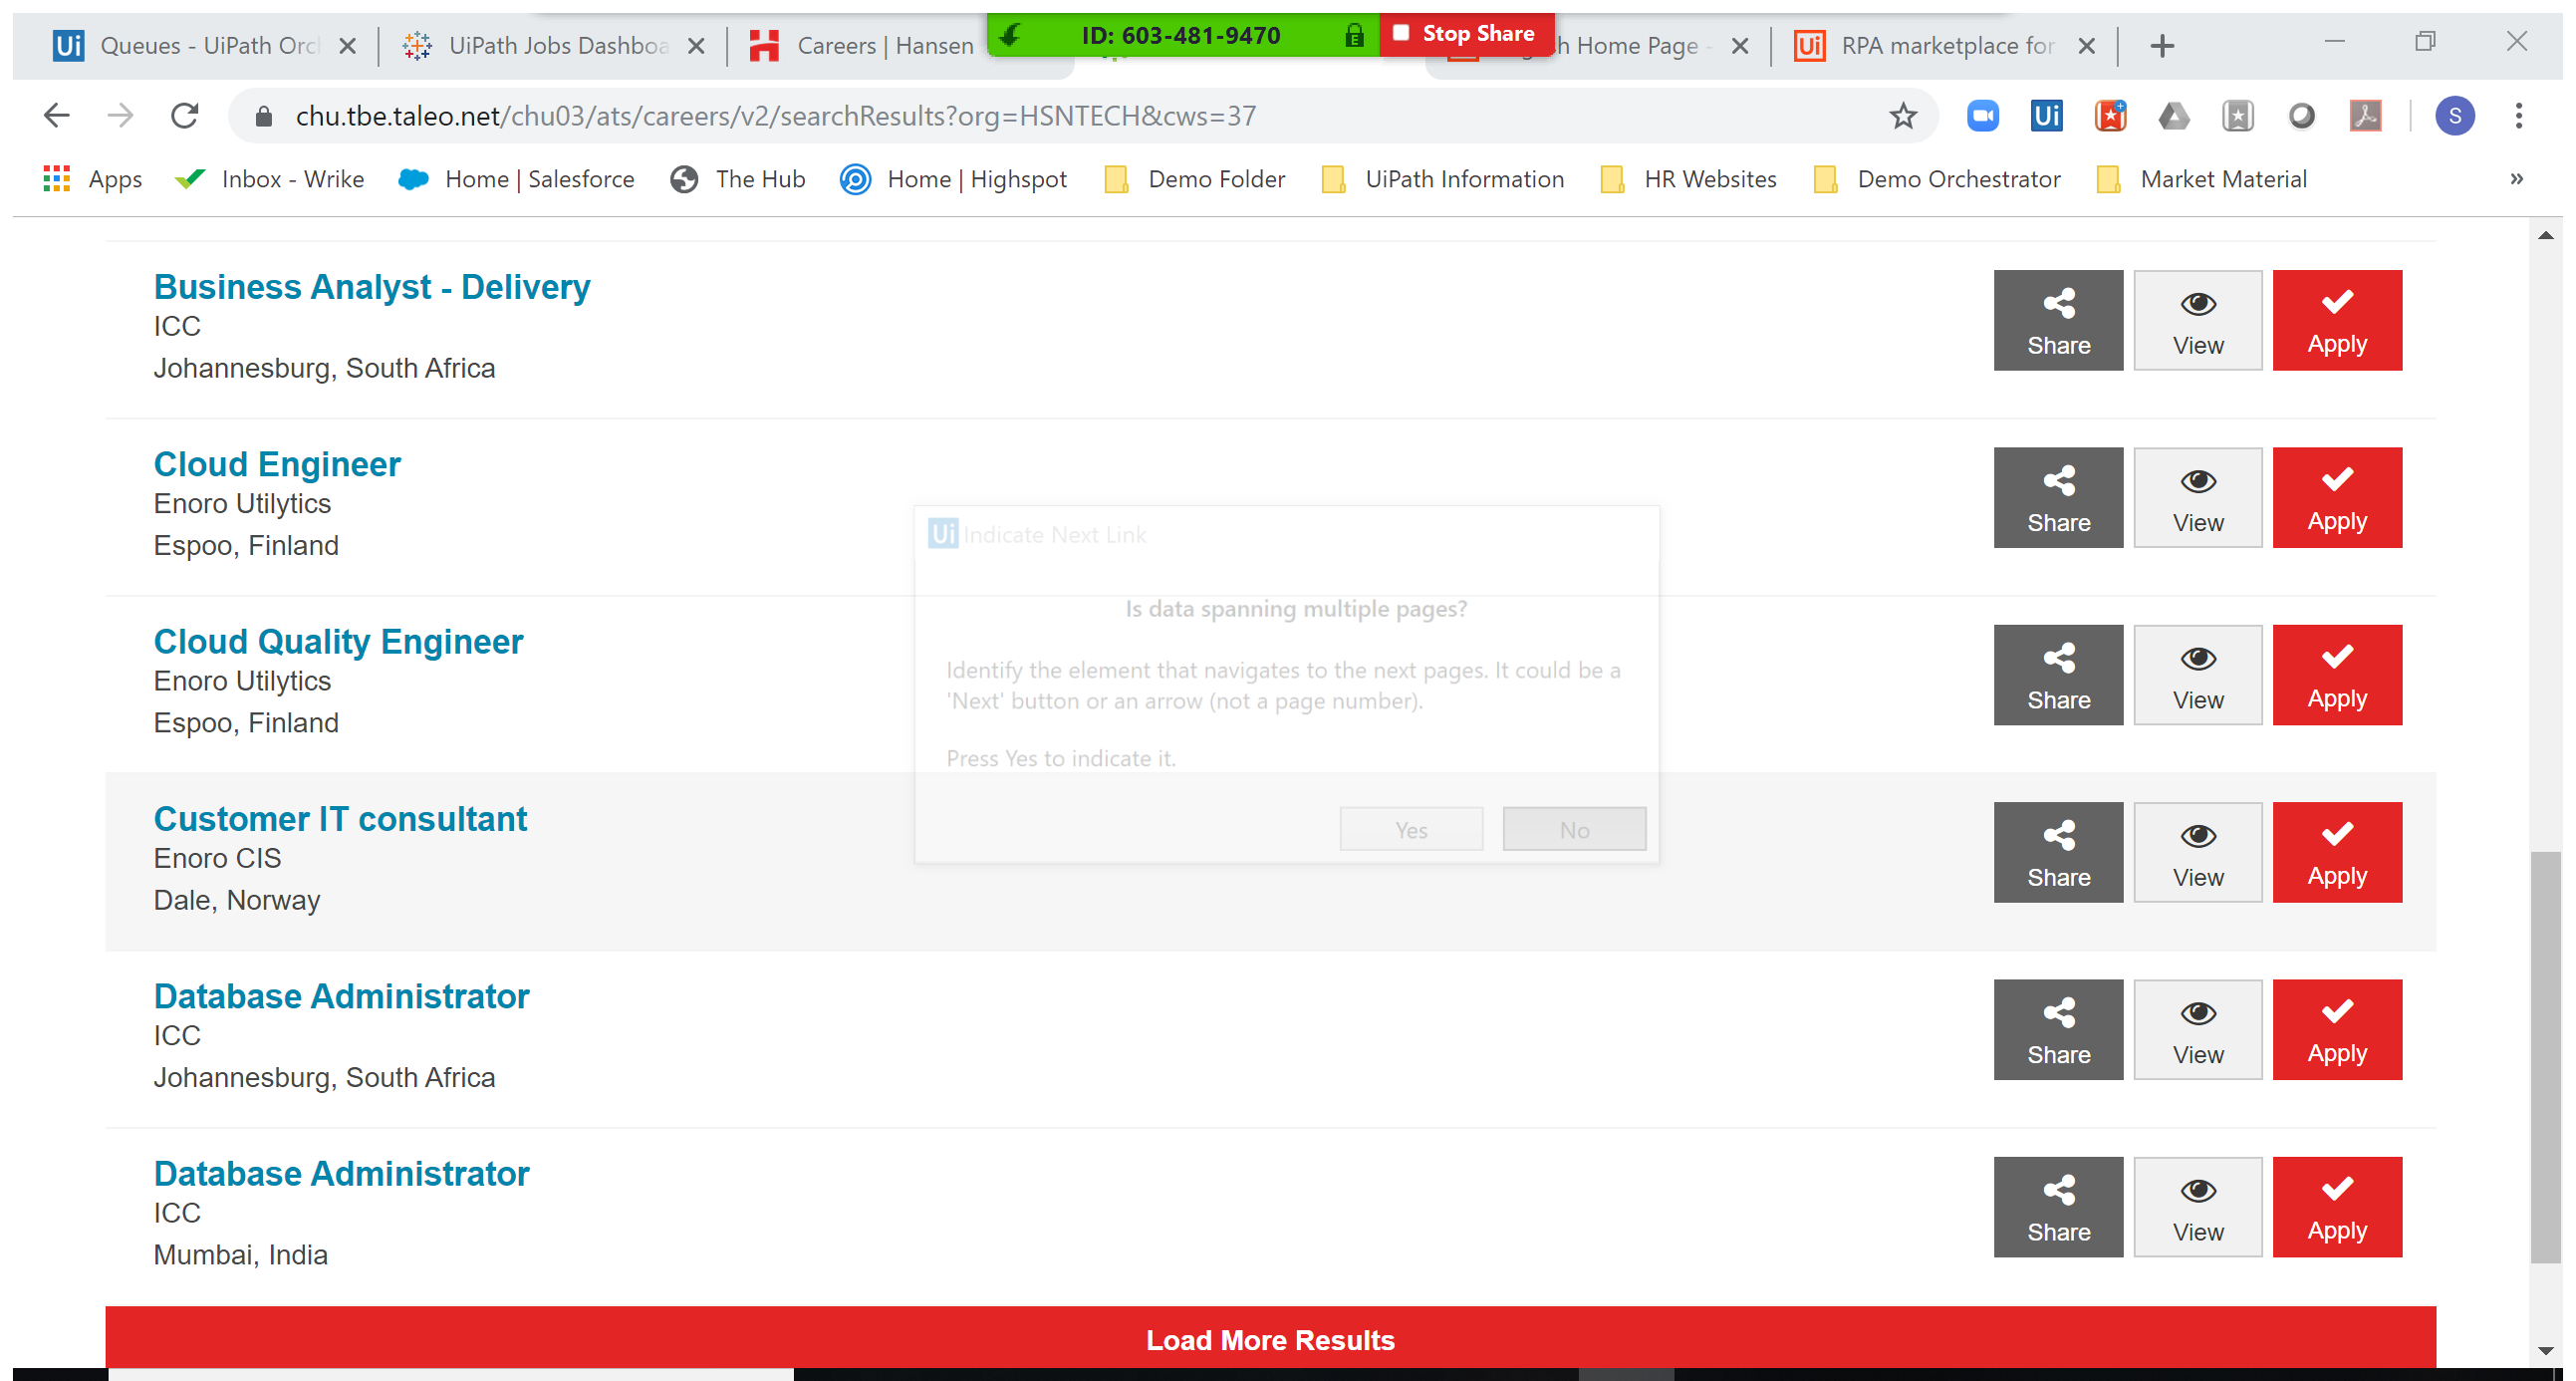 Queues - UiPath Orc
UiPath Jobs Dashboa
Careers | Hansen
ID: 603-481-9470
Stop Share
h Home Page -
RPA marketplace for
chu.tbe.taleo.net/chu03/ats/careers/v2/searchResults?org=HSNTECH&cws=37
Ui
S
Apps
Inbox - Wrike
Home | Salesforce
The Hub
Home | Highspot
Demo Folder
UiPath Information
HR Websites
Demo Orchestrator
Market Material
»
Business Analyst - Delivery
ICC
Johannesburg, South Africa
Share
View
Apply
Cloud Engineer
Enoro Utilytics
Espoo, Finland
Share
View
Apply
Ui Indicate Next Link
Is data spanning multiple pages?
Identify the element that navigates to the next pages. It could be a
'Next' button or an arrow (not a page number).
Press Yes to indicate it.
Yes
No
Cloud Quality Engineer
Enoro Utilytics
Espoo, Finland
Share
View
Apply
Customer IT consultant
Enoro CIS
Dale, Norway
Share
View
Apply
Database Administrator
ICC
Johannesburg, South Africa
Share
View
Apply
Database Administrator
ICC
Mumbai, India
Share
View
Apply
Load More Results